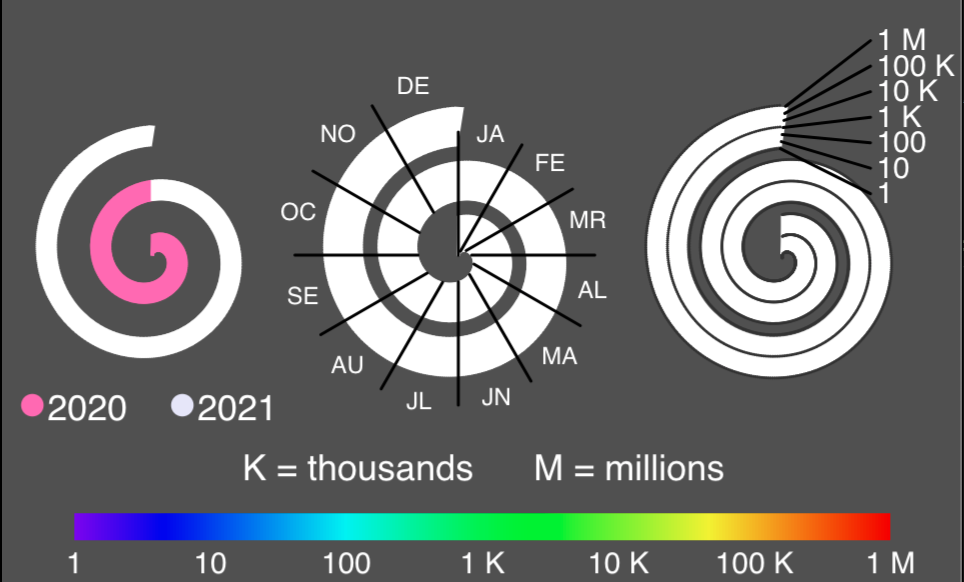 1 M
100 K
10 K
1 K
100
10
1
DE
JA
FE
MR
AL
MA
JN
JL
AU
SE
OC
NO
2020 2021
K = thousands M = millions
1 10 100 1 K 10 K 100 K 1 M